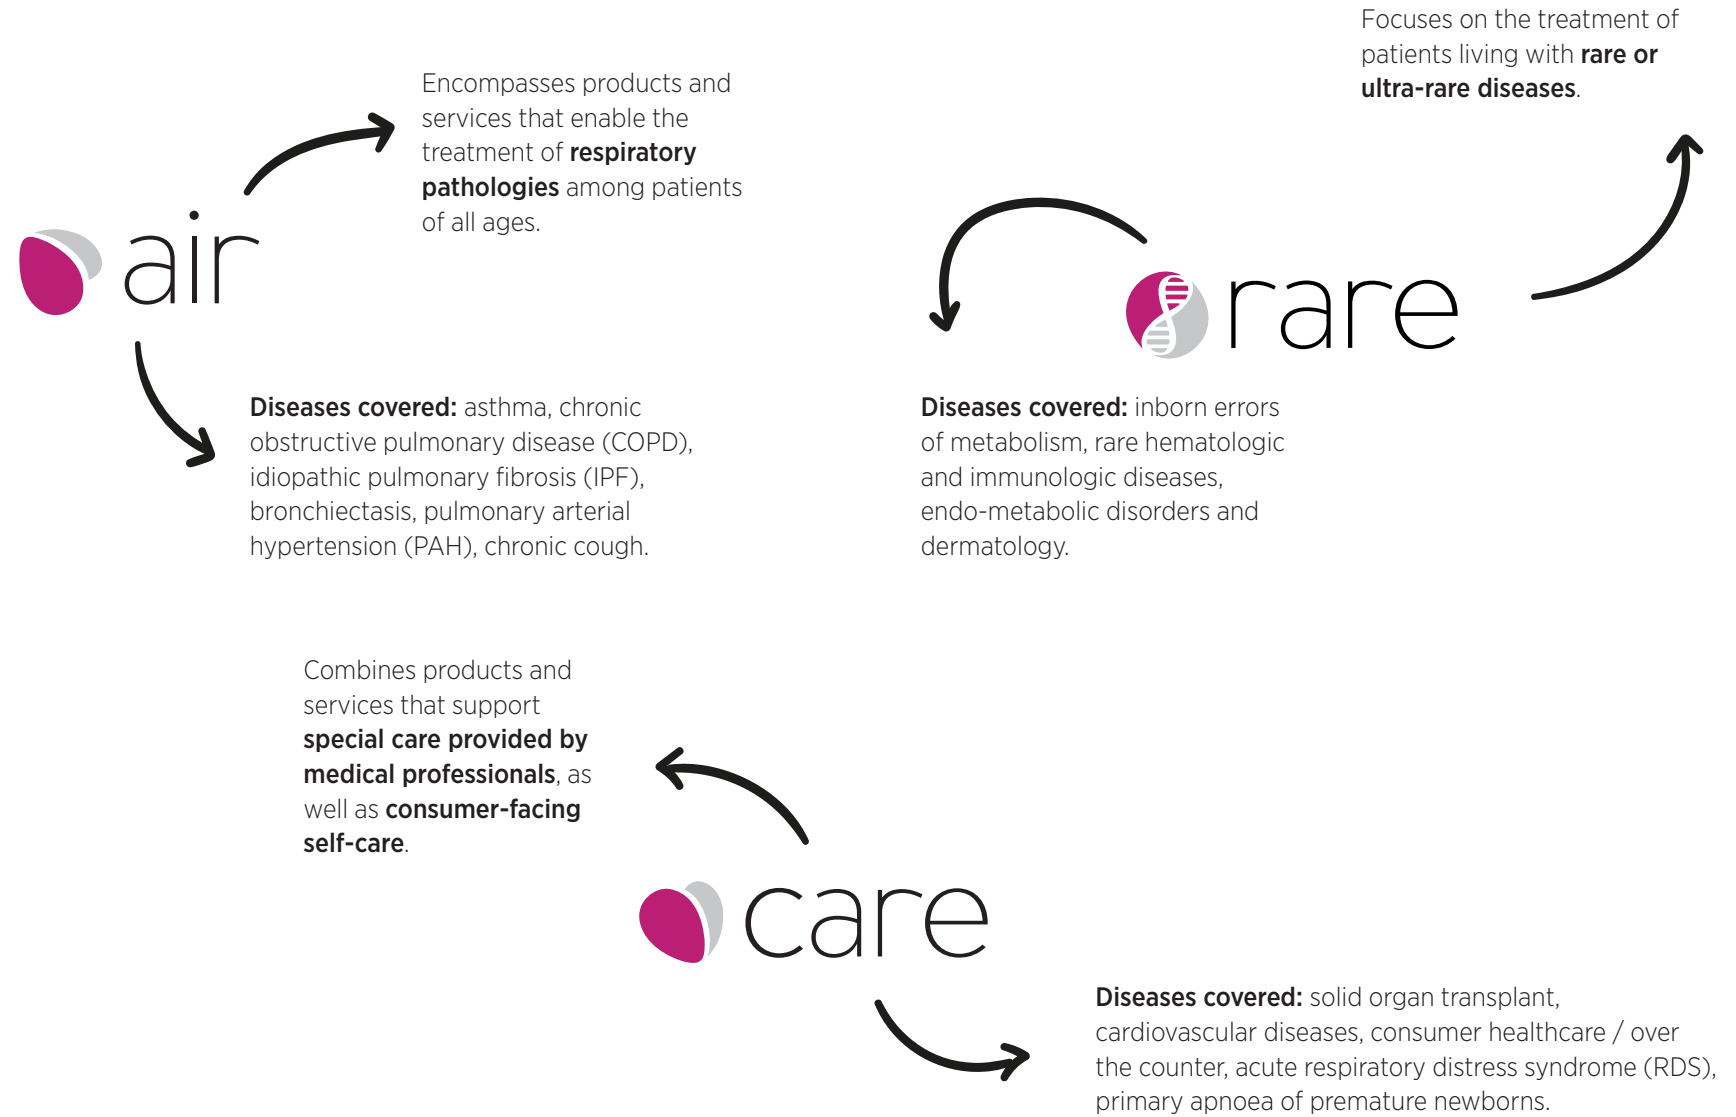 Encompasses products and
services that enable the
treatment of respiratory
pathologies among patients
of all ages.
air
Diseases covered: asthma, chronic
obstructive pulmonary disease (COPD),
idiopathic pulmonary fibrosis (IPF),
bronchiectasis, pulmonary arterial
hypertension (PAH), chronic cough.
Focuses on the treatment of
patients living with rare or
ultra-rare diseases.
rare
Diseases covered: inborn errors
of metabolism, rare hematologic
and immunologic diseases,
endo-metabolic disorders and
dermatology.
Combines products and
services that support
special care provided by
medical professionals, as
well as consumer-facing
self-care.
care
Diseases covered: solid organ transplant,
cardiovascular diseases, consumer healthcare / over
the counter, acute respiratory distress syndrome (RDS),
primary apnoea of premature newborns.